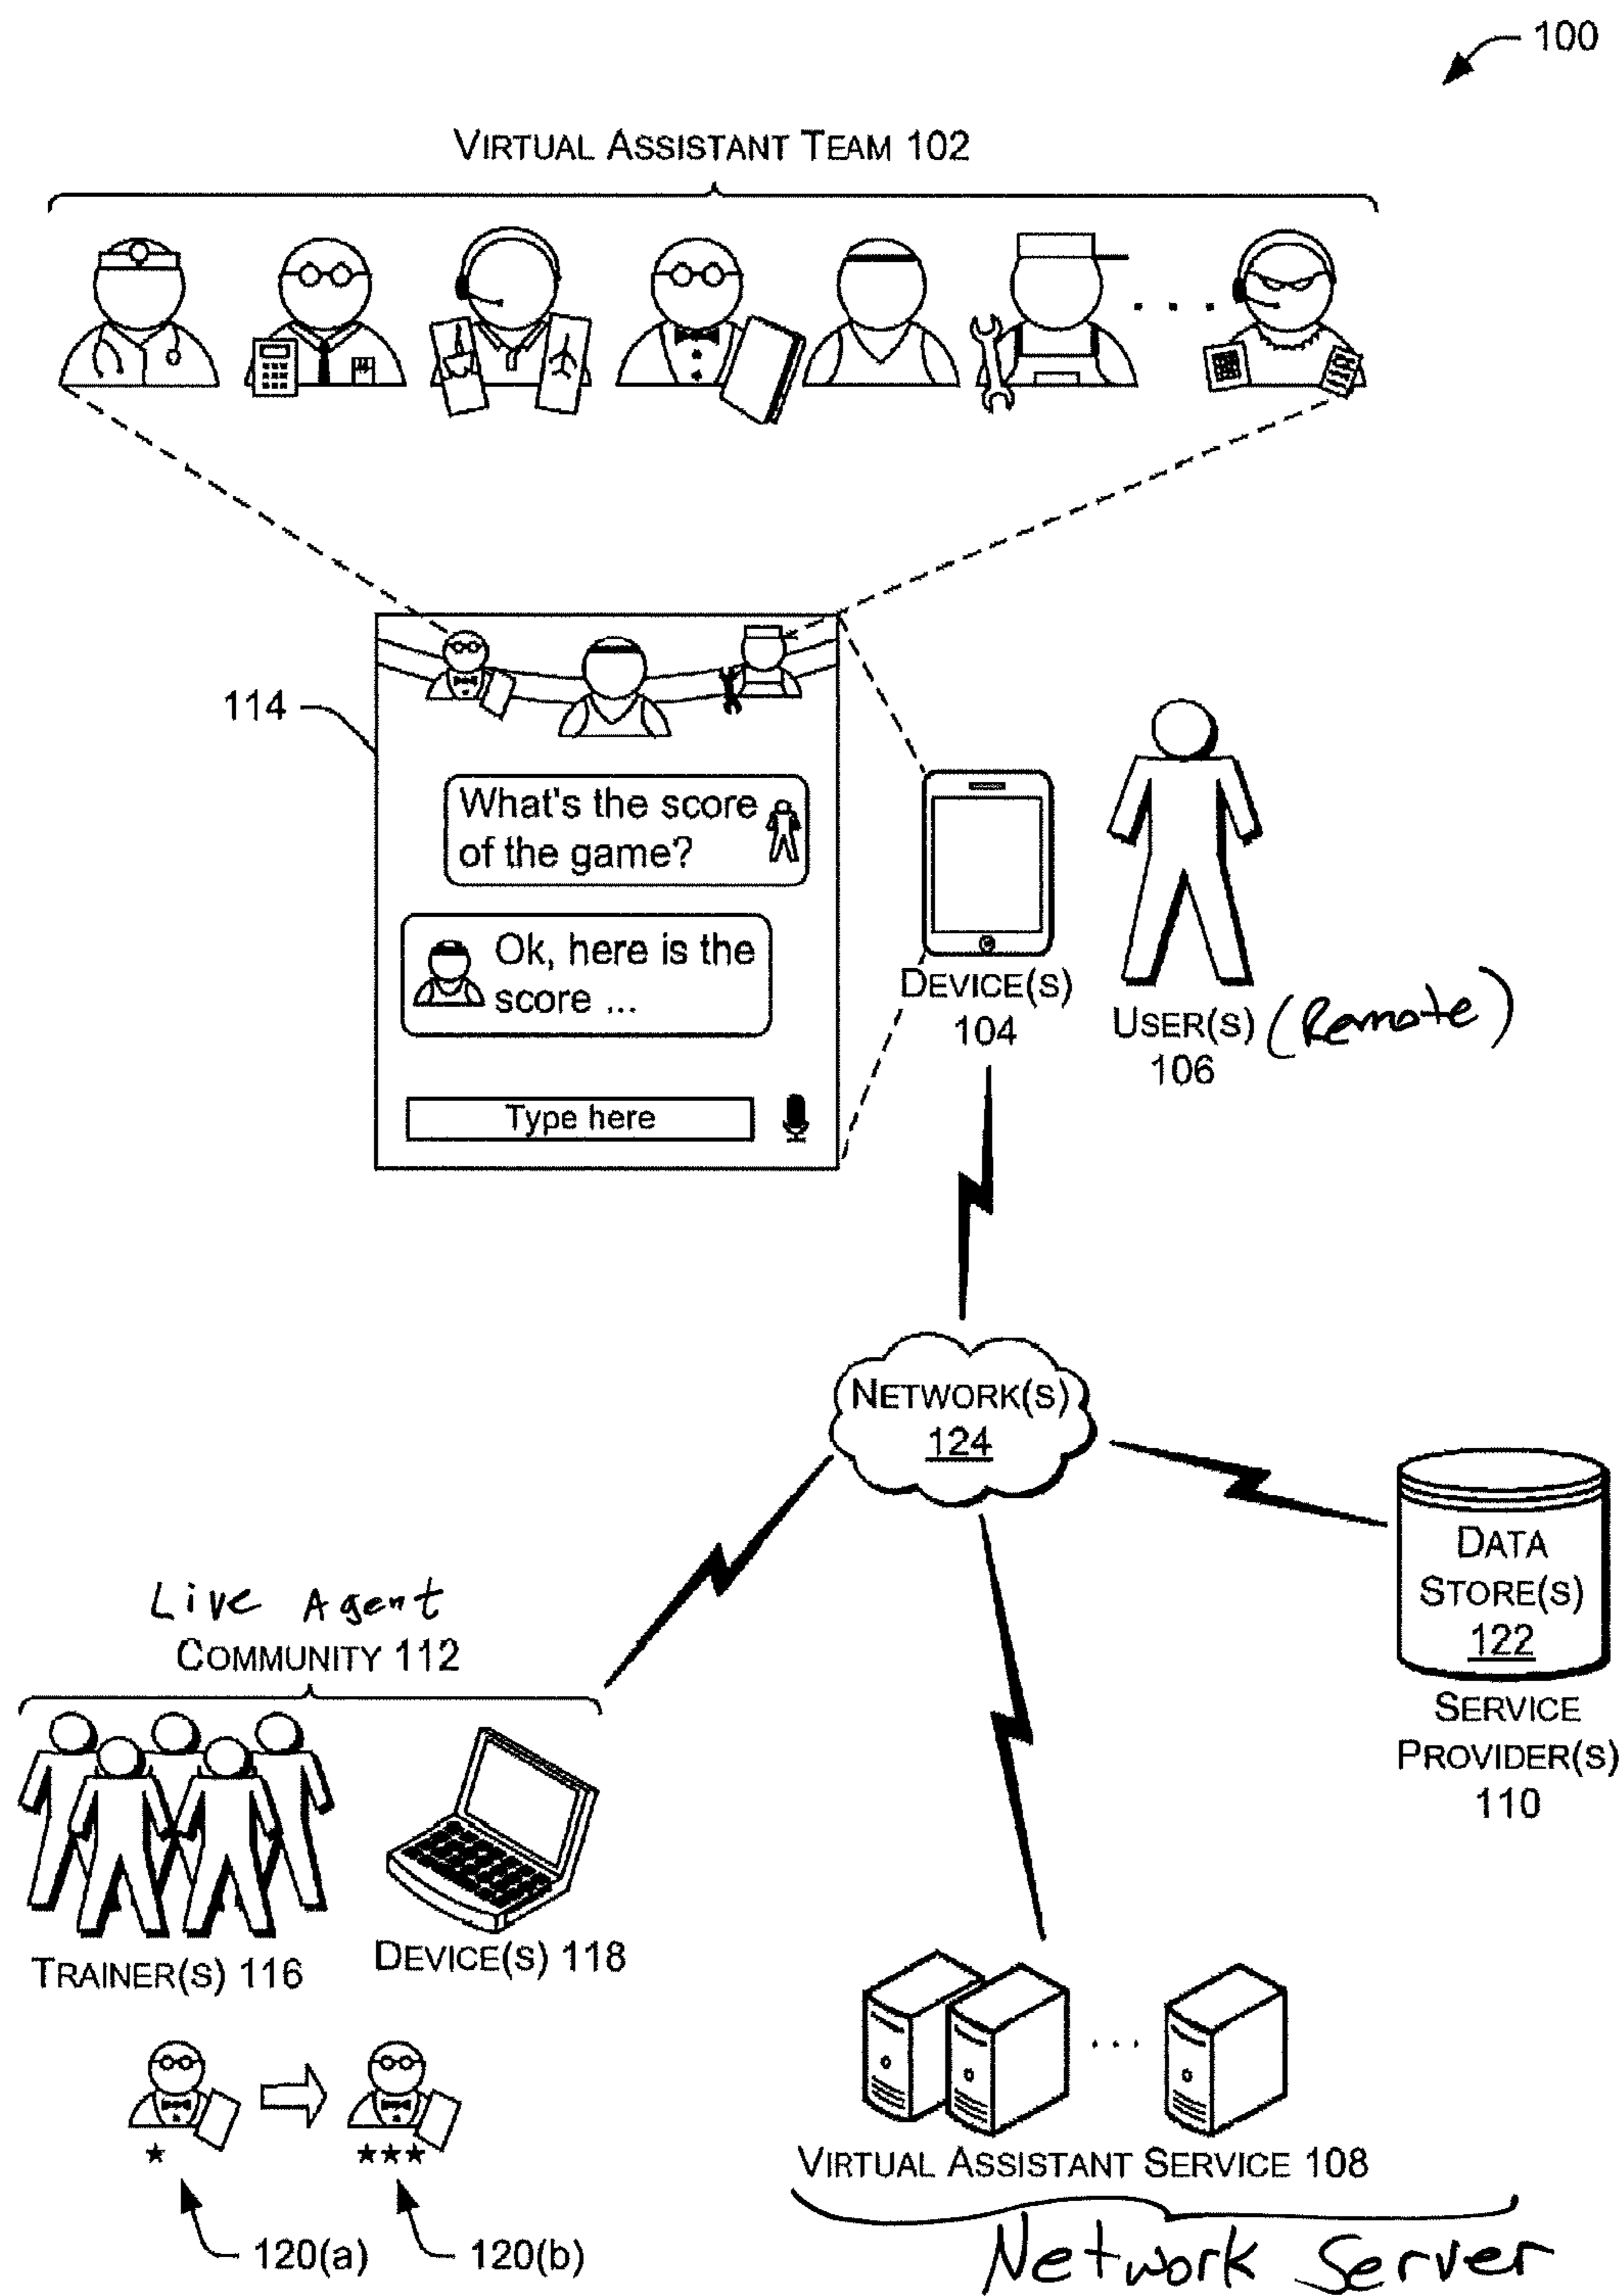 100
VIRTUAL ASSISTANT TEAM 102
114
What's the score
of the game?
Ok, here is the
score ...
Type here
DEVICE(S)
104
USER(S) (Remote)
106
NETWORK(S)
124
DATA
STORE(S)
122
SERVICE
PROVIDER(S)
110
Live Agent
COMMUNITY 112
TRAINER(S) 116
DEVICE(S) 118
120(a)
120(b)
VIRTUAL ASSISTANT SERVICE 108
Network Server